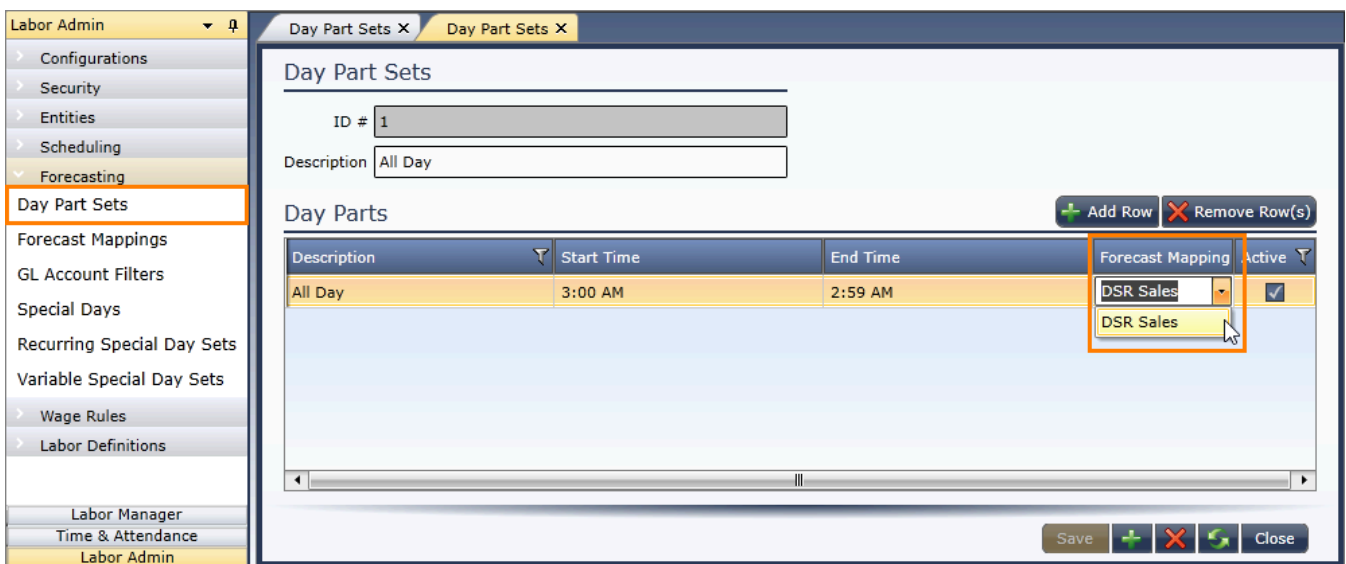 Labor Admin
Configurations
Security
Entities
Scheduling
Forecasting
Day Part Sets
Forecast Mappings
GL Account Filters
Special Days
Recurring Special Day Sets
Variable Special Day Sets
Wage Rules
Labor Definitions
Labor Manager
Time & Attendance
Labor Admin
Day Part Sets X Day Part Sets X
Day Part Sets
ID # 1
Description All Day
Day Parts
Add Row Remove Row(s)
Description Start Time End Time Forecast Mapping Active
All Day 3:00 AM 2:59 AM DSR Sales
DSR Sales
Save Close